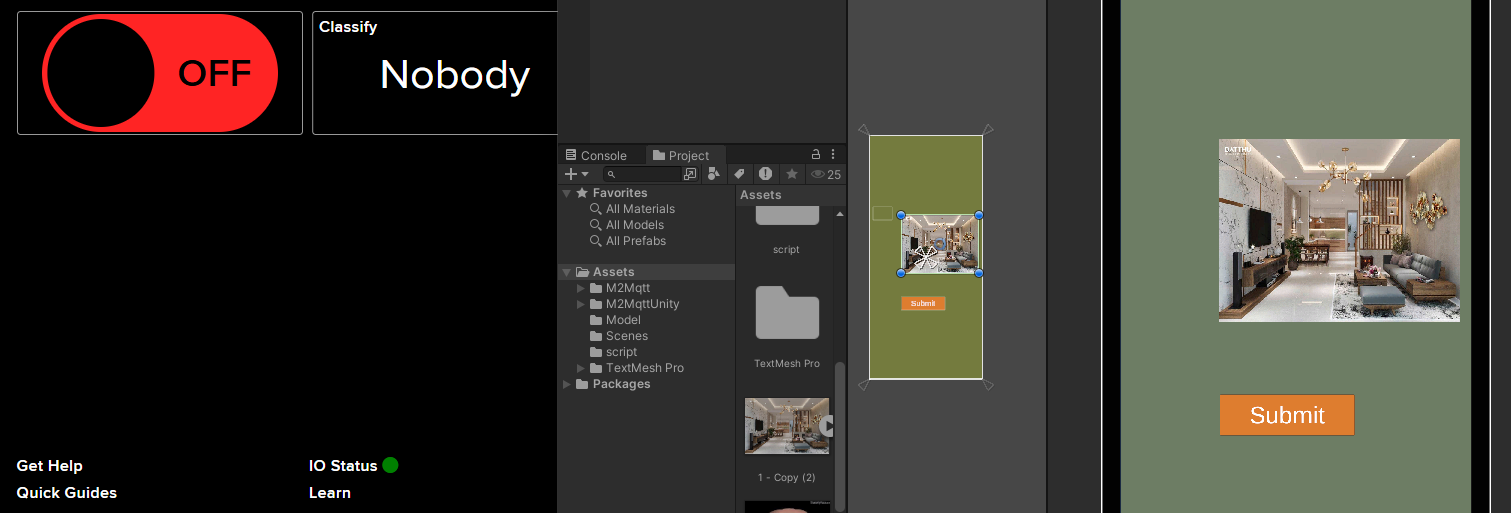 OFF
Classify
Nobody
Get Help
Quick Guides
IO Status
Learn
Console
Project
25
Favorites
All Materials
All Models
All Prefabs
Assets
M2Mqtt
M2MqttUnity
Model
Scenes
script
TextMesh Pro
Packages
Assets
script
TextMesh Pro
1 - Copy (2)
Submit
DATTHU
Submit